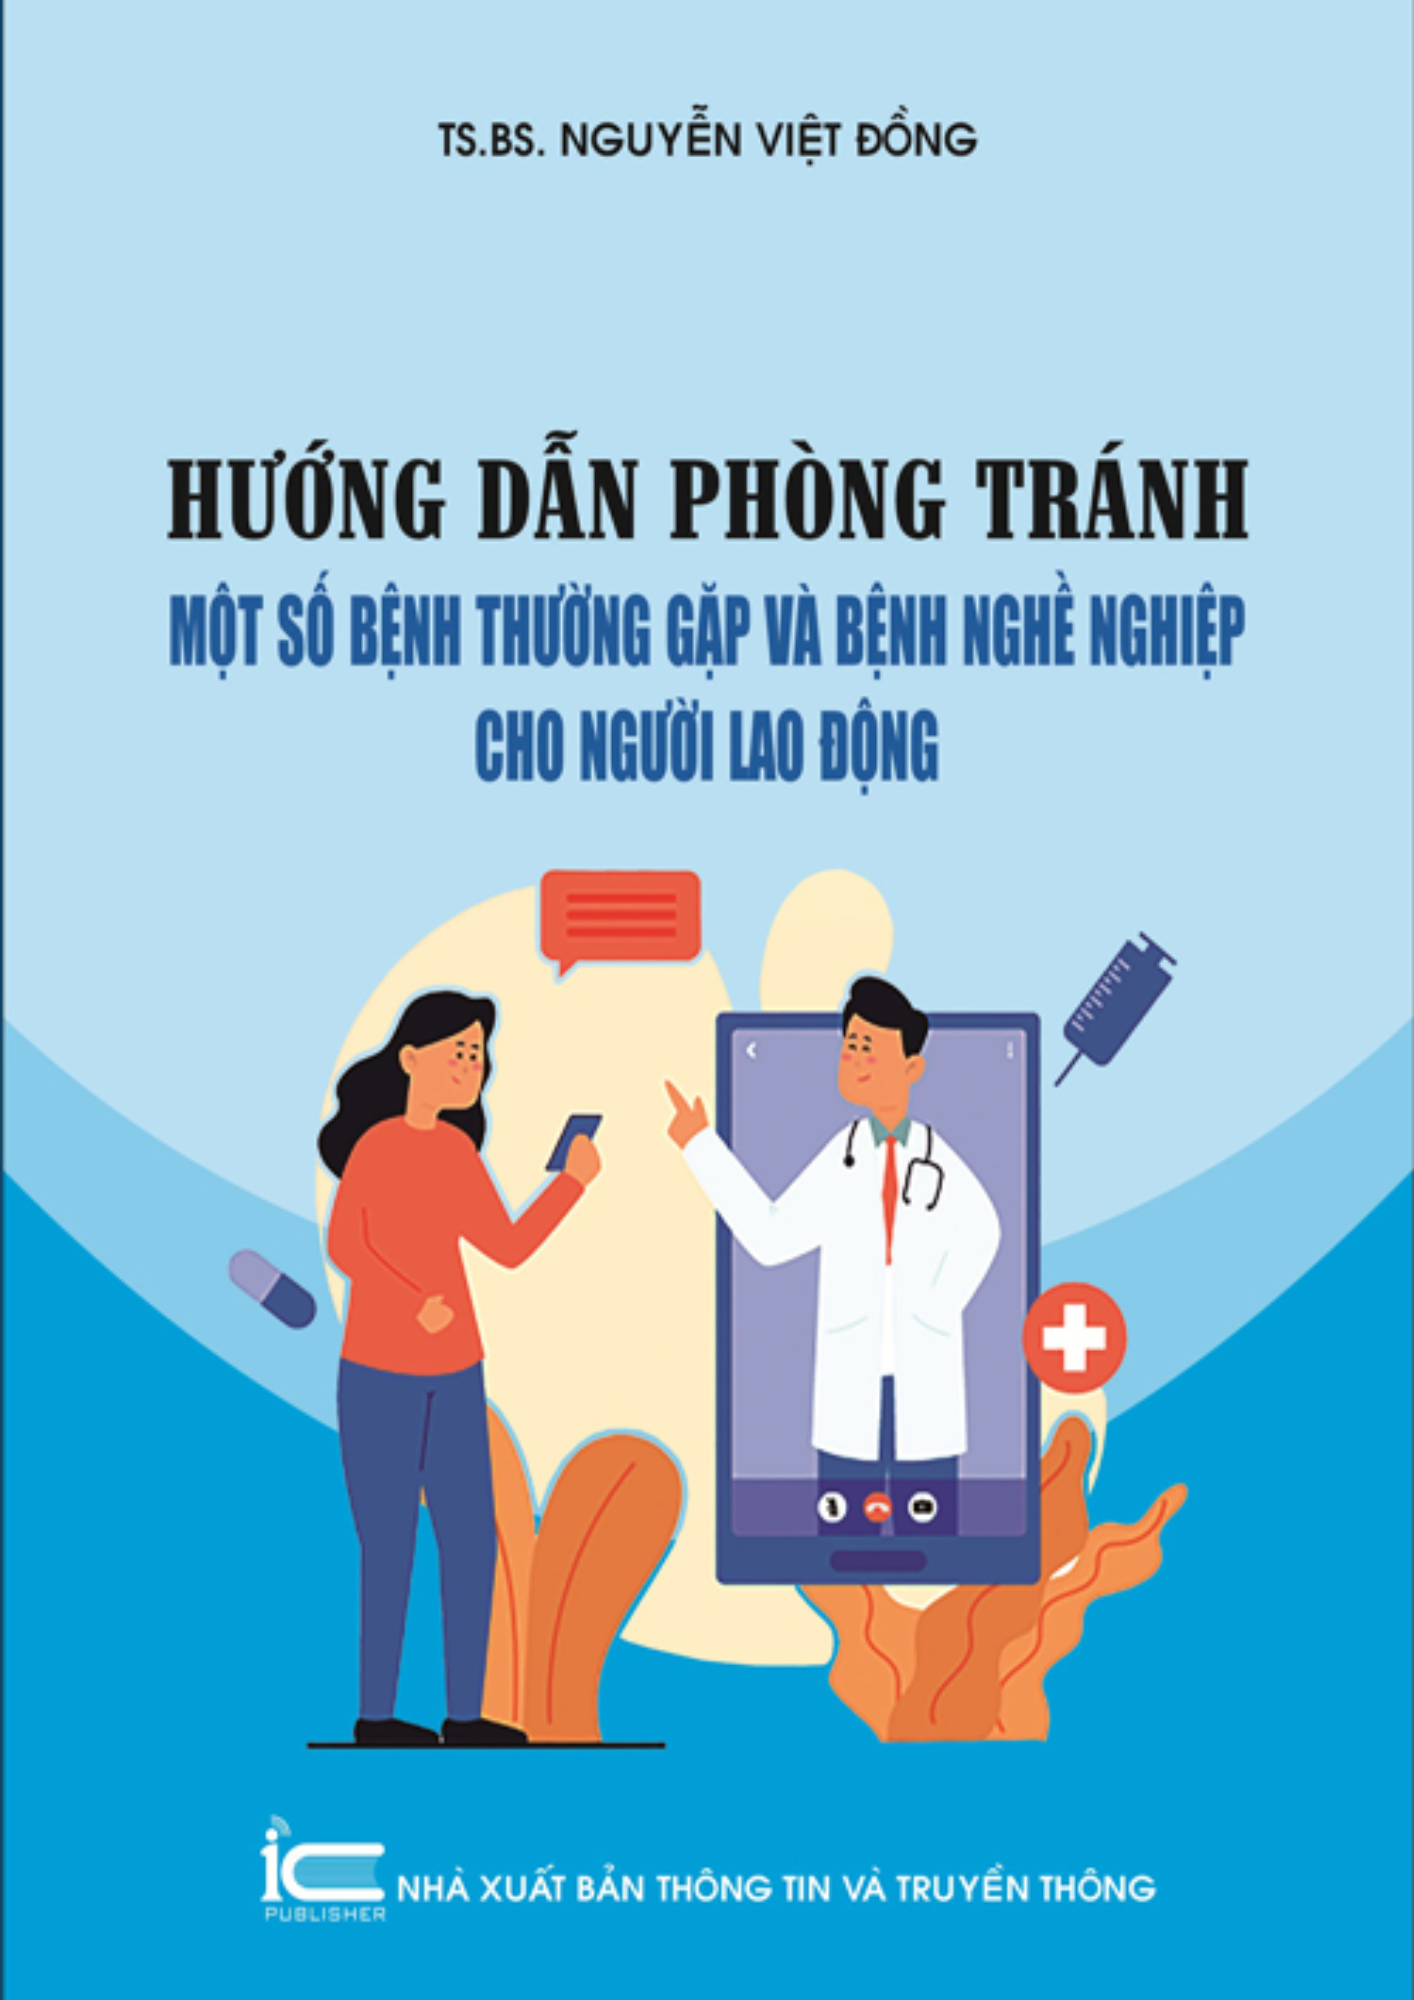 TS.BS. NGUYỄN VIỆT ĐỒNG
HƯỚNG DẪN PHÒNG TRÁNH
MỘT SỐ BỆNH THƯỜNG GẶP VÀ BỆNH NGHỀ NGHIỆP
CHO NGƯỜI LAO ĐỘNG
iC
PUBLISHER
NHÀ XUẤT BẢN THÔNG TIN VÀ TRUYỀN THÔNG